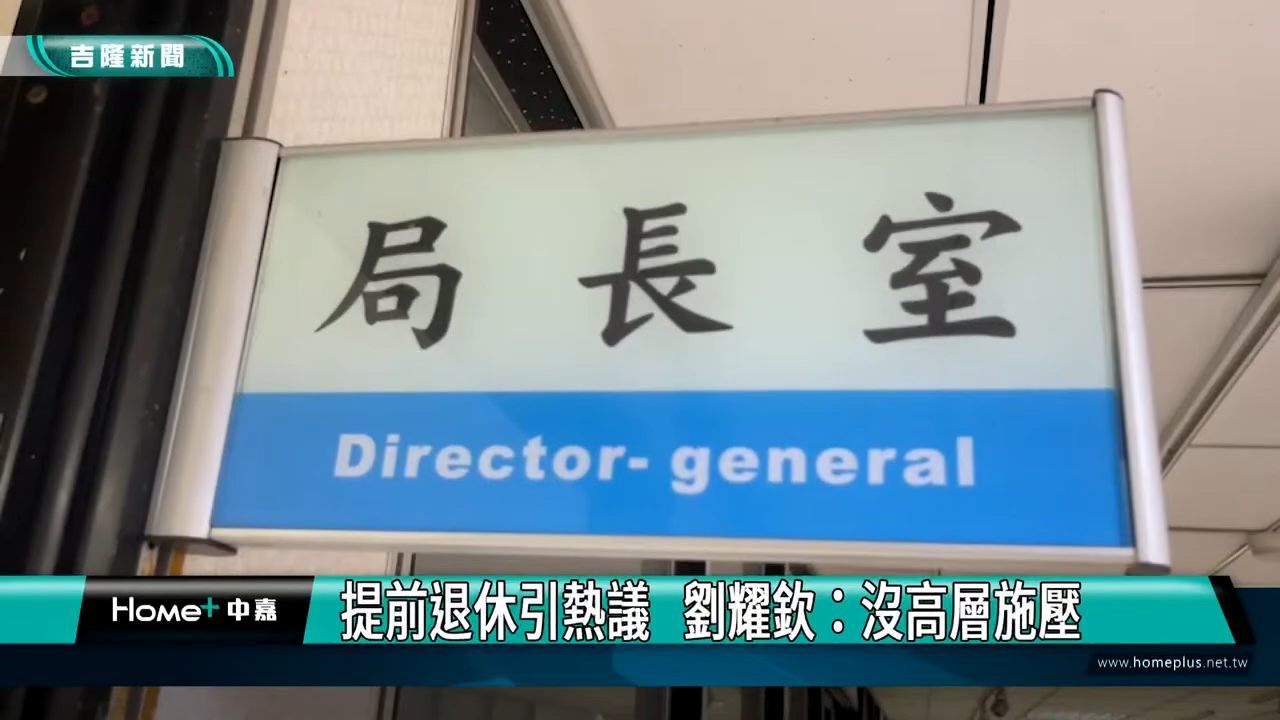 吉隆新聞
局長室
Director-general
Home+中嘉
提前退休引熱議 劉耀欽：沒高層施壓
www.homeplus.net.tw